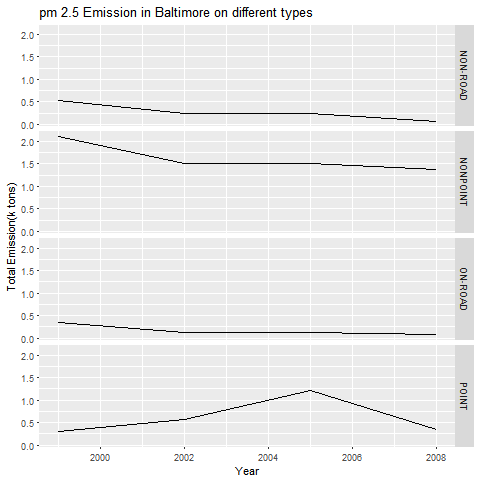 pm 2.5 Emission in Baltimore on different types
Total Emission(k tons)
2.0
1.5
1.0
0.5
0.0
NON-ROAD
2.0
1.5
1.0
0.5
0.0
NONPOINT
2.0
1.5
1.0
0.5
0.0
ON-ROAD
2.0
1.5
1.0
0.5
0.0
POINT
2000 2002 2004 2006 2008
Year